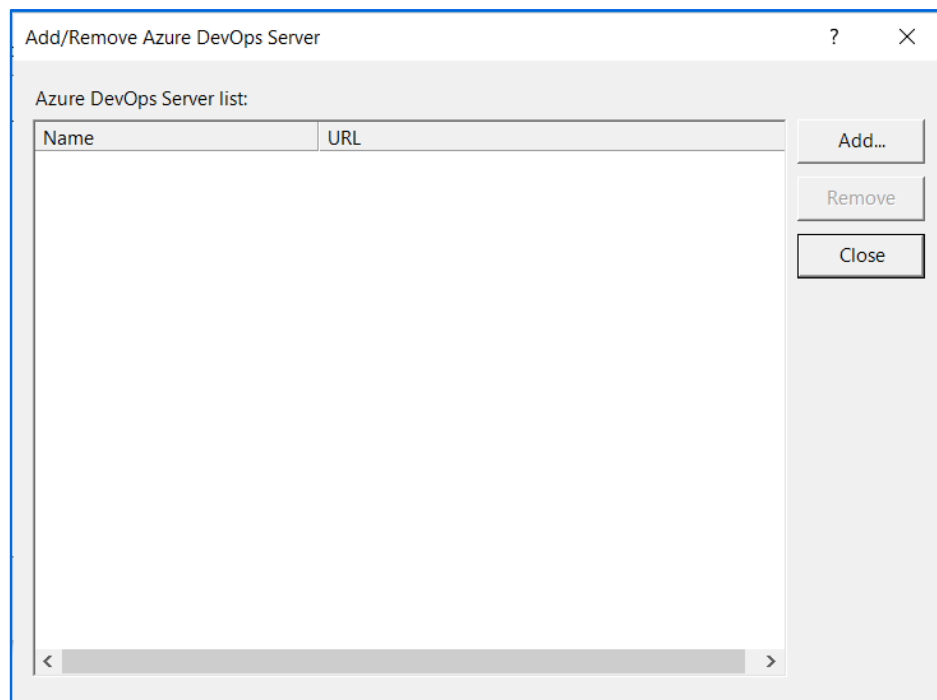 Add/Remove Azure DevOps Server
Azure DevOps Server list:
Name URL
Add...
Remove
Close